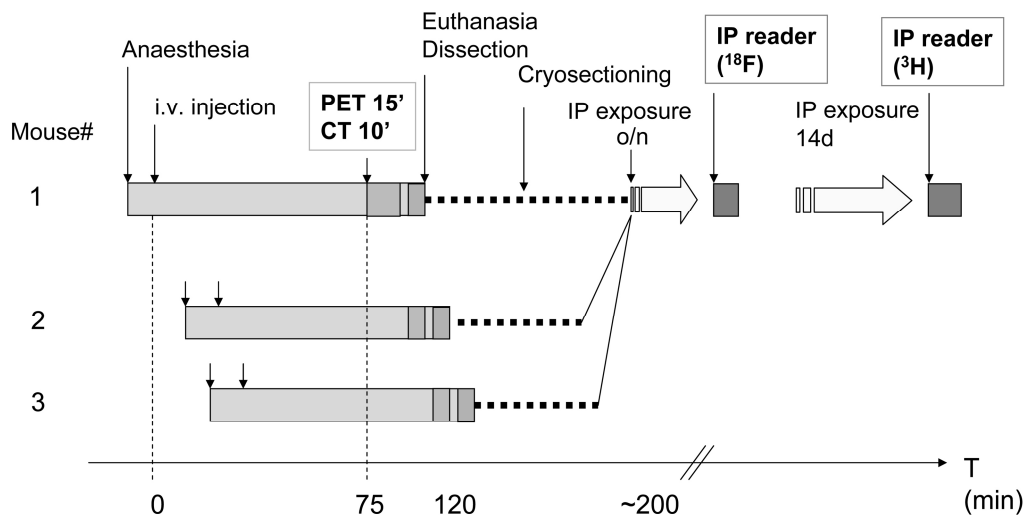 Anaesthesia
i.v. injection
Mouse#
PET 15’
CT 10’
Euthanasia
Dissection
Cryosectioning
IP exposure
o/n
IP reader
(¹⁸F)
IP exposure
14d
IP reader
(³H)
1
2
3
0 75 120 ~200
T
(min)